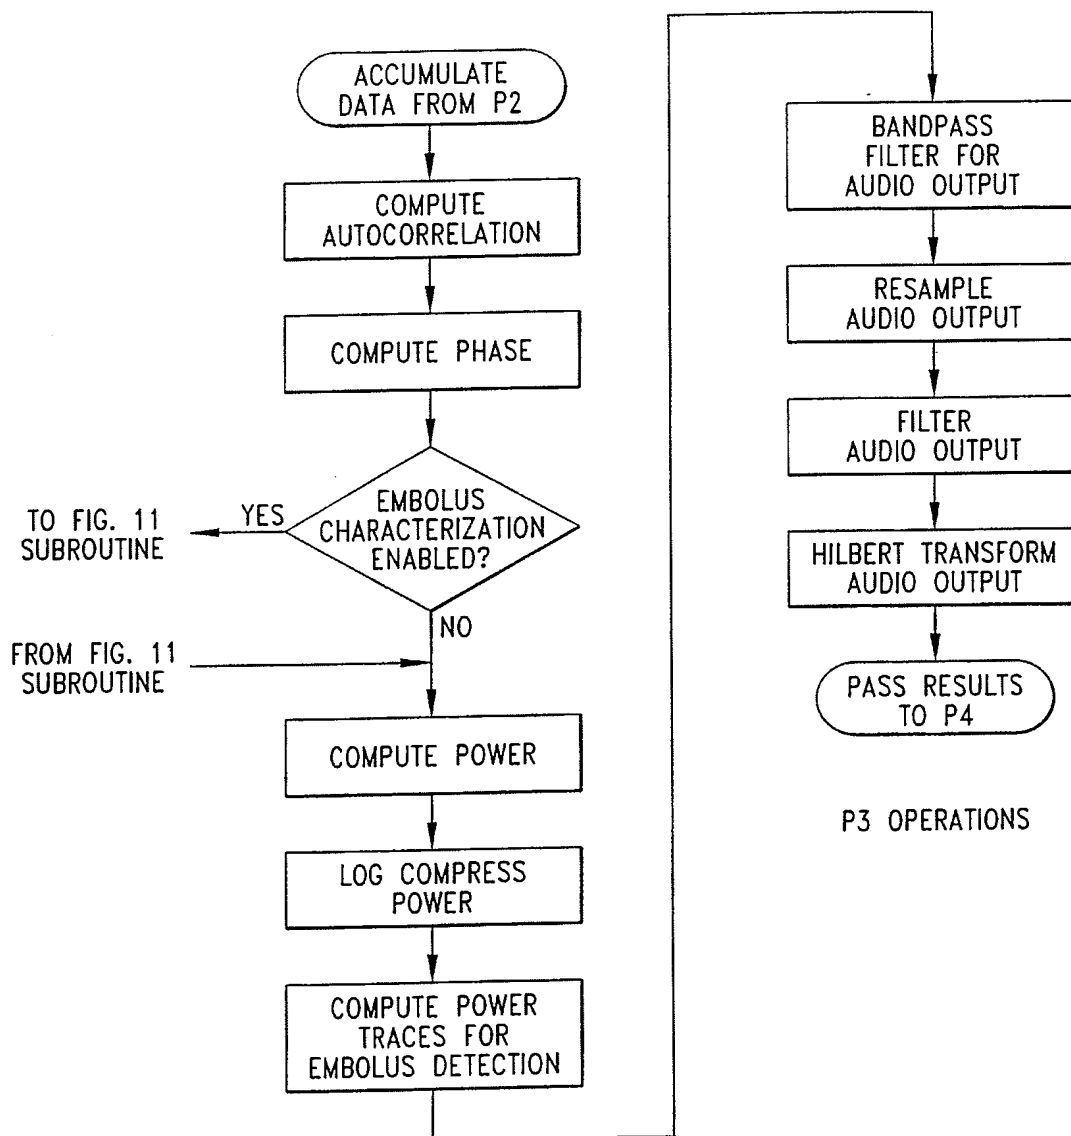 ACCUMULATE
DATA FROM P2
COMPUTE
AUTOCORRELATION
COMPUTE PHASE
EMBOLUS
CHARACTERIZATION
ENABLED?
YES
TO FIG. 11
SUBROUTINE
NO
FROM FIG. 11
SUBROUTINE
COMPUTE POWER
LOG COMPRESS
POWER
COMPUTE POWER
TRACES FOR
EMBOLUS DETECTION
BANDPASS
FILTER FOR
AUDIO OUTPUT
RESAMPLE
AUDIO OUTPUT
FILTER
AUDIO OUTPUT
HILBERT TRANSFORM
AUDIO OUTPUT
PASS RESULTS
TO P4
P3 OPERATIONS